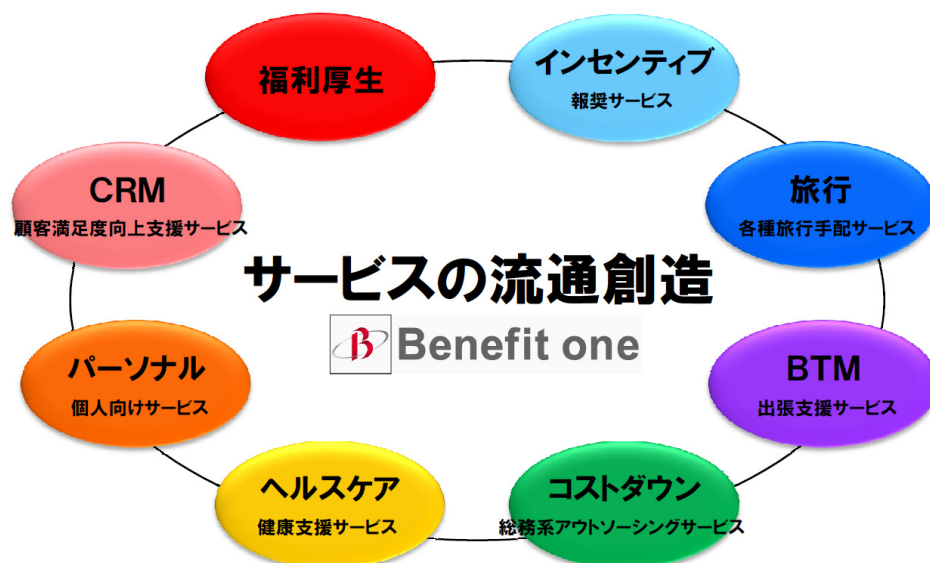 福利厚生
インセンティブ
報奨サービス
CRM
顧客満足度向上支援サービス
旅行
各種旅行手配サービス
サービスの流通創造
B Benefit one
パーソナル
個人向けサービス
BTM
出張支援サービス
ヘルスケア
健康支援サービス
コストダウン
総務系アウトソーシングサービス